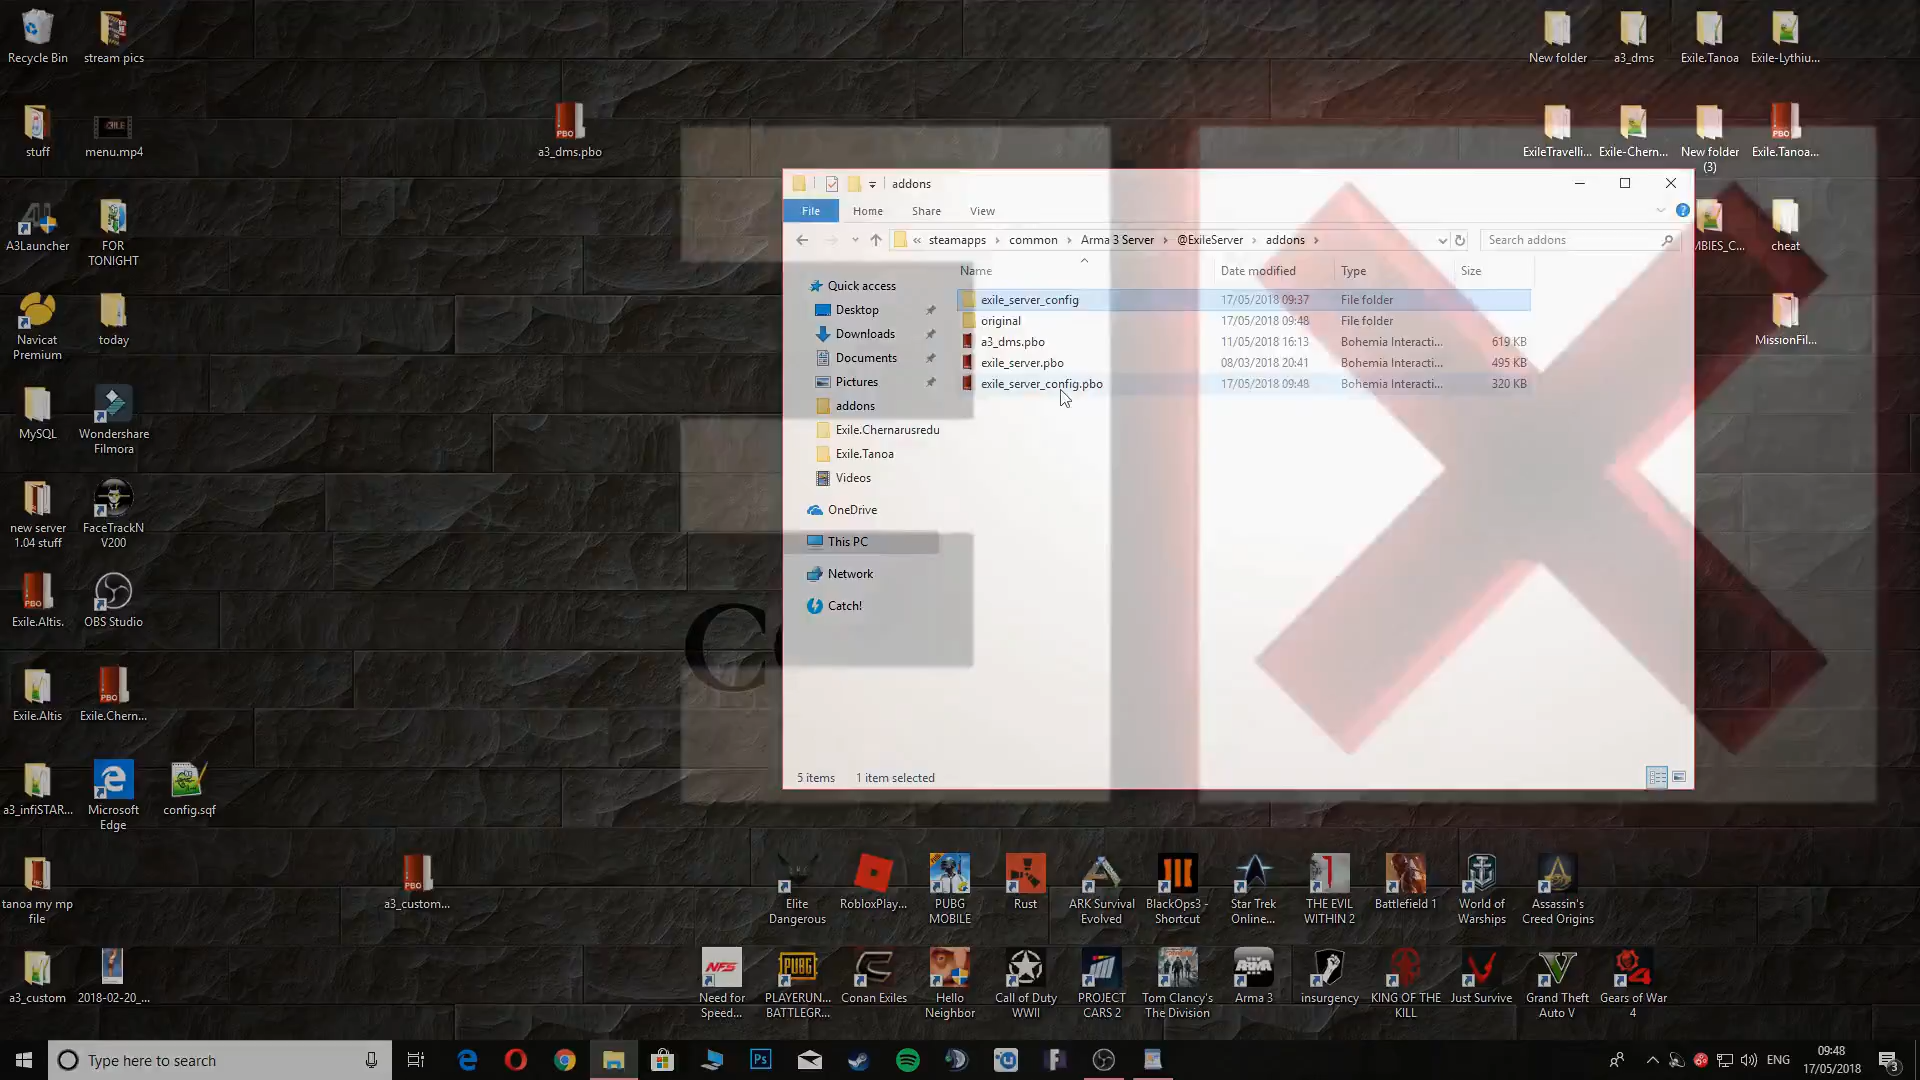 Recycle Bin
stream pics
stuff
menu.mp4
A3Launcher
FOR
TONIGHT
Navicat
Premium
today
MySQL
Wondershare
Filmora
new server
1.04 stuff
FaceTrackN
V200
Exile.Altis.
OBS Studio
Exile.Altis
Exile.Chern...
a3_infiSTAR...
Microsoft
Edge
config.sqf
tanoa my mp
file
a3_custom
2018-02-20_...
a3_dms.pbo
a3_custom...
New folder
a3_dms
Exile.Tanoa
Exile-Lythiu...
ExileTravelli...
Exile-Chern...
New folder
(3)
Exile.Tanoa...
MBIES_C...
cheat
MissionFil...
addons
File
Home
Share
View
« steamapps › common › Arma 3 Server › @ExileServer › addons ›
Search addons
Name
Date modified
Type
Size
Quick access
Desktop
Downloads
Documents
Pictures
addons
Exile.Chernarusredu
Exile.Tanoa
Videos
OneDrive
This PC
Network
Catch!
exile_server_config 17/05/2018 09:37 File folder
original 17/05/2018 09:48 File folder
a3_dms.pbo 11/05/2018 16:13 Bohemia Interacti... 619 KB
exile_server.pbo 08/03/2018 20:41 Bohemia Interacti... 495 KB
exile_server_config.pbo 17/05/2018 09:48 Bohemia Interacti... 320 KB
5 items
1 item selected
Elite
Dangerous
RobloxPlay...
PUBG
MOBILE
Rust
ARK Survival
Evolved
BlackOps3 -
Shortcut
Star Trek
Online...
THE EVIL
WITHIN 2
Battlefield 1
World of
Warships
Assassin's
Creed Origins
Need for
Speed...
PLAYERUN...
BATTLEGR...
Conan Exiles
Hello
Neighbor
Call of Duty
WWII
PROJECT
CARS 2
Tom Clancy's
The Division
Arma 3
insurgency
KING OF THE
KILL
Just Survive
Grand Theft
Auto V
Gears of War
4
Type here to search
ENG
09:48
17/05/2018
3